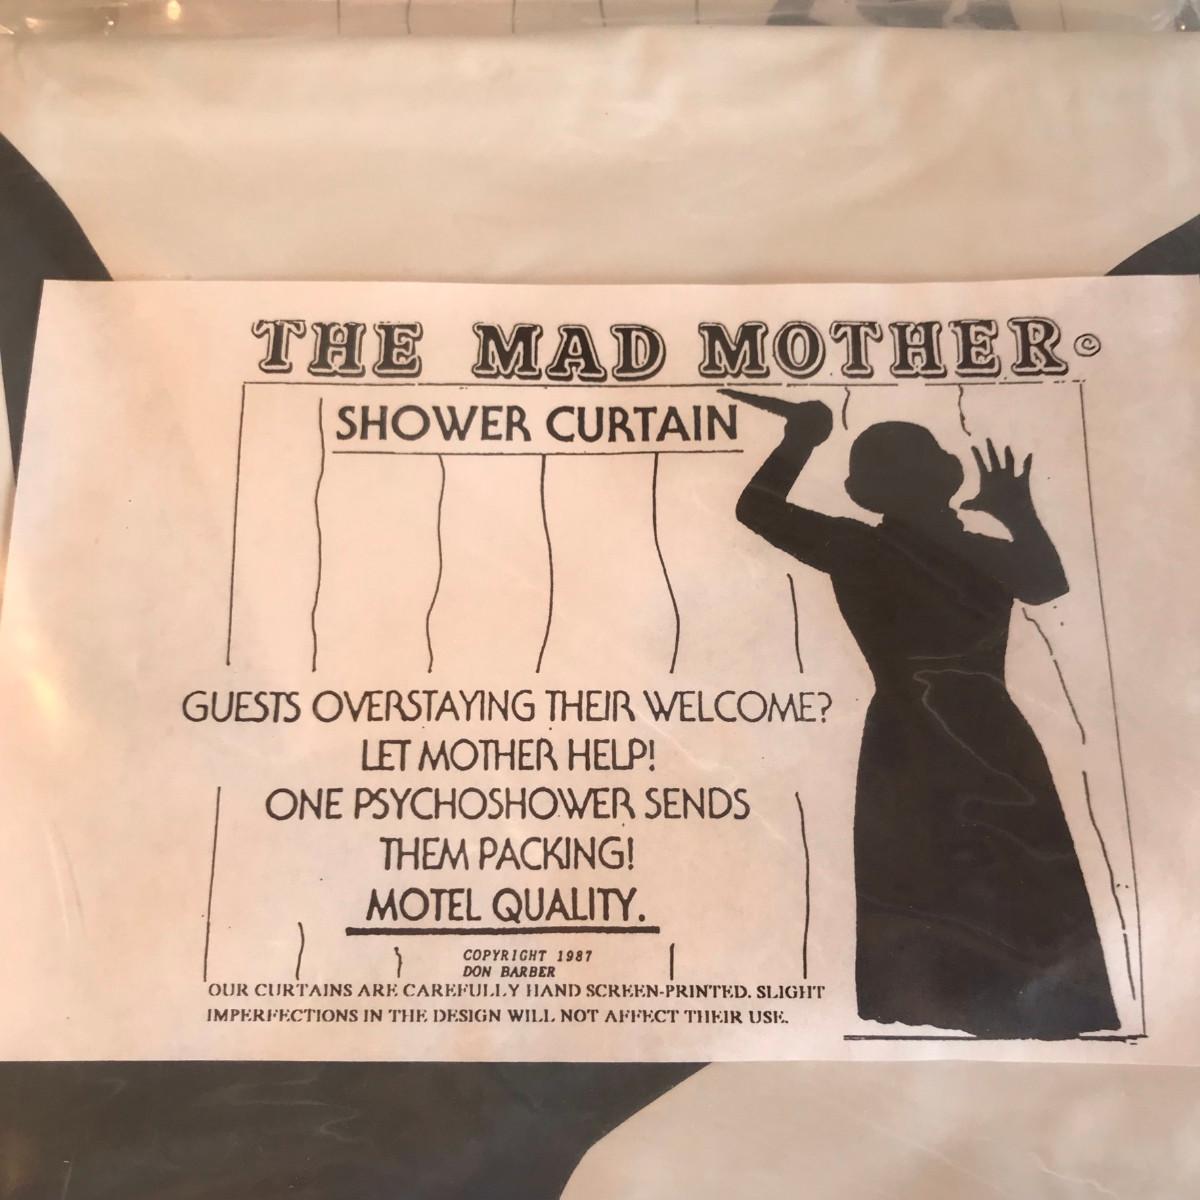 THE MAD MOTHER©
SHOWER CURTAIN
GUESTS OVERSTAYING THEIR WELCOME?
LET MOTHER HELP!
ONE PSYCHOSHOWER SENDS
THEM PACKING!
MOTEL QUALITY.
COPYRIGHT 1987
DON BARBER
OUR CURTAINS ARE CAREFULLY HAND SCREEN-PRINTED. SLIGHT
IMPERFECTIONS IN THE DESIGN WILL NOT AFFECT THEIR USE.